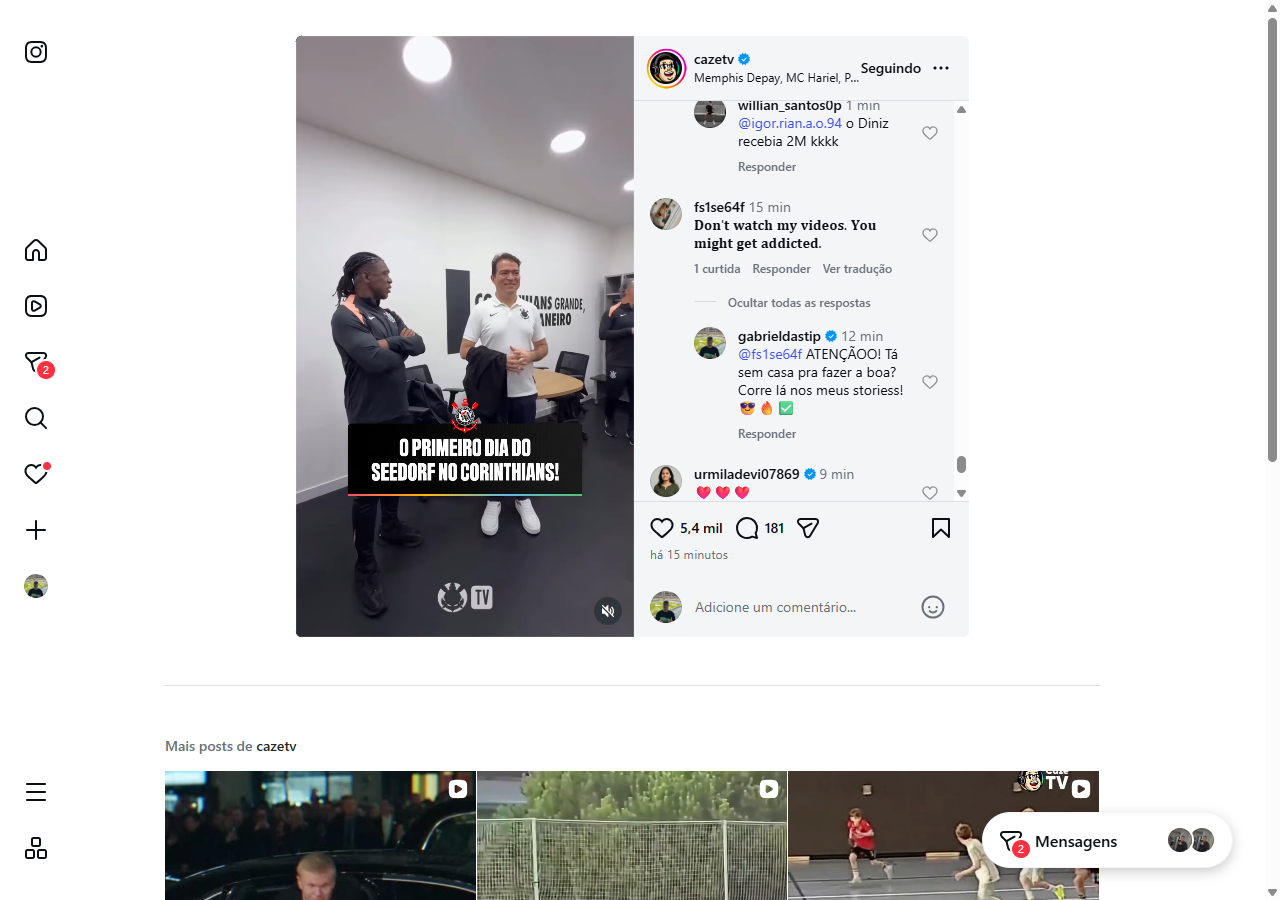 cazetv
Memphis Depay, MC Hariel, P...
Seguindo
willian_santos0p 1 min
@igor.rian.a.o.94 o Diniz
recebia 2M kkkk
Responder
fs1se64f 15 min
Don't watch my videos. You
might get addicted.
1 curtida Responder Ver tradução
Ocultar todas as respostas
gabrieldastip 12 min
@fs1se64f ATENÇÃOO! Tá
sem casa pra fazer a boa?
Corre lá nos meus storiess!
😎🔥✅
Responder
urmiladevi07869 9 min
❤️❤️❤️
GRANDE,
JANEIRO
O PRIMEIRO DIA DO
SEEDORF NO CORINTHIANS!
TV
5,4 mil 181
há 15 minutos
Adicione um comentário...
2
Mais posts de cazetv
TV
2
Mensagens